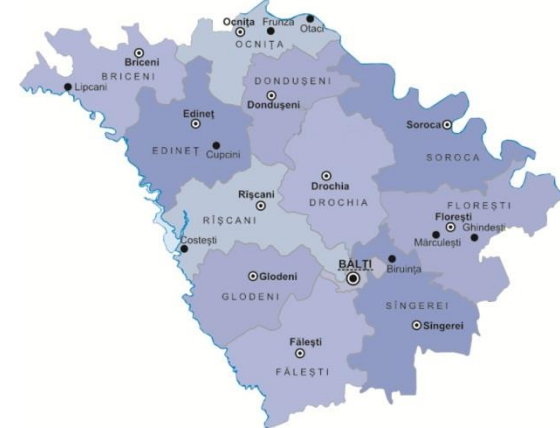 Ocnița
Frunza
Otaci
OCNIȚA
Briceni
BRICENI
Lipcani
DONDUȘENI
Dondușeni
Edineț
EDINEȚ
Cupcini
Soroca
SOROCA
Rîșcani
RÎȘCANI
Costești
Drochia
DROCHIA
FLOREȘTI
Florești
Ghindești
Mărculești
BĂLȚI
Biruința
Glodeni
GLODENI
SÎNGEREI
Sîngerei
Fălești
FĂLEȘTI